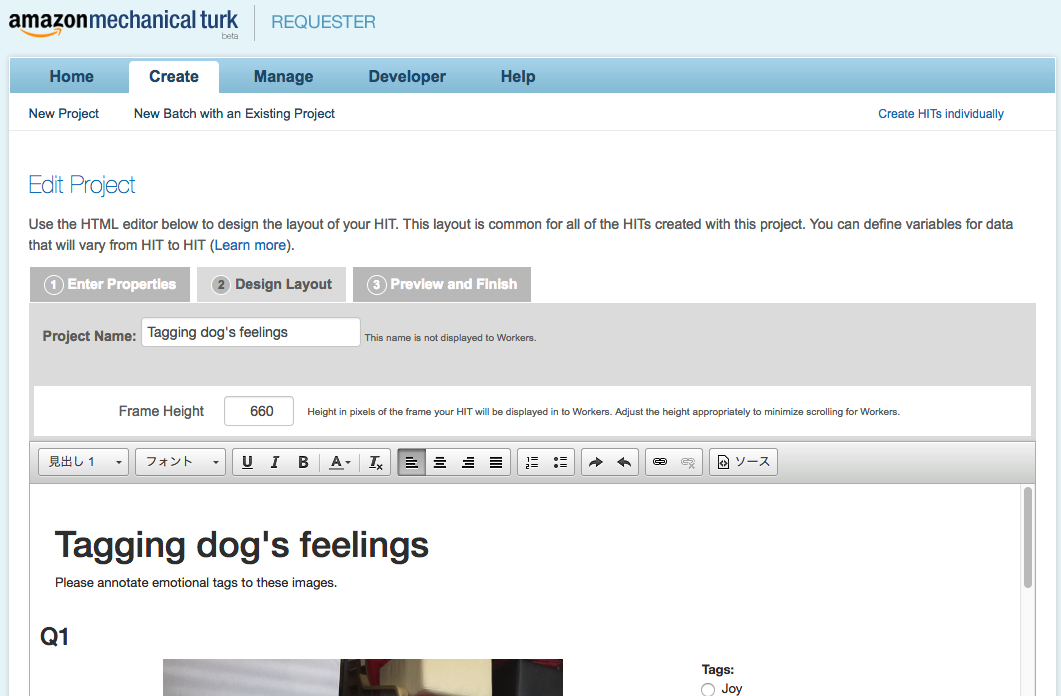 amazonmechanical turk
beta
REQUESTER
Home Create Manage Developer Help
New Project New Batch with an Existing Project Create HITs individually
Edit Project
Use the HTML editor below to design the layout of your HIT. This layout is common for all of the HITs created with this project. You can define variables for data
that will vary from HIT to HIT (Learn more).
1 Enter Properties 2 Design Layout 3 Preview and Finish
Project Name: Tagging dog's feelings This name is not displayed to Workers.
Frame Height 660 Height in pixels of the frame your HIT will be displayed in to Workers. Adjust the height appropriately to minimize scrolling for Workers.
見出し 1 フォント U I B A Tx ソース
Tagging dog's feelings
Please annotate emotional tags to these images.
Q1
Tags:
Joy